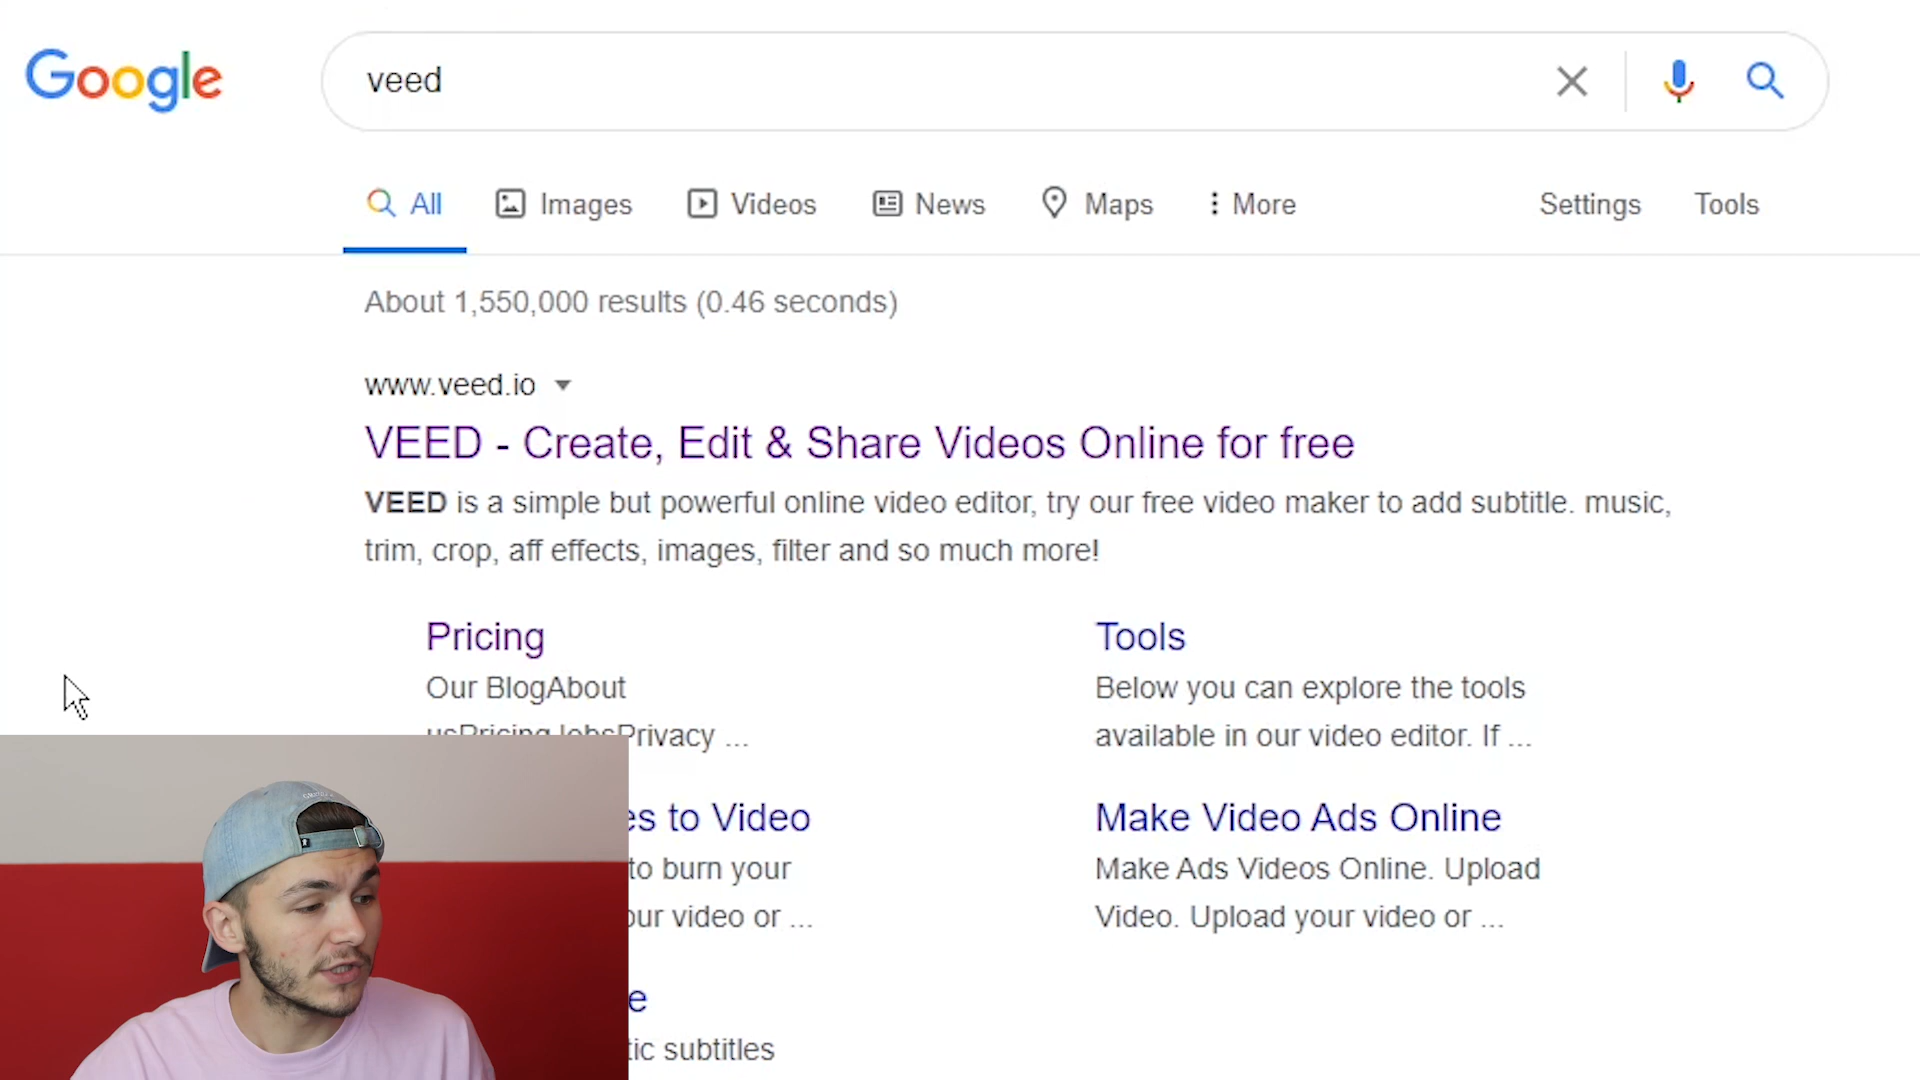 Google
veed
All Images Videos News Maps More Settings Tools
About 1,550,000 results (0.46 seconds)
www.veed.io
VEED - Create, Edit & Share Videos Online for free
VEED is a simple but powerful online video editor, try our free video maker to add subtitle. music,
trim, crop, aff effects, images, filter and so much more!
Pricing
Our BlogAbout
usPricingJobsPrivacy ...
Tools
Below you can explore the tools
available in our video editor. If ...
es to Video
to burn your
our video or ...
Make Video Ads Online
Make Ads Videos Online. Upload
Video. Upload your video or ...
e
tic subtitles